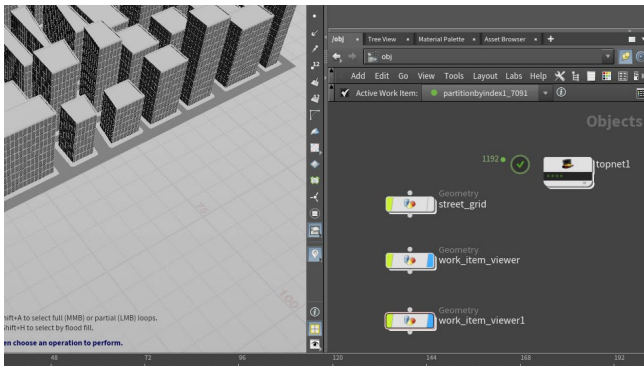 /obj × Tree View × Material Palette × Asset Browser × +
obj
Add Edit Go View Tools Layout Labs Help
Active Work Item: partitionbyindex1_7091
Objects
1192
topnet1
Geometry
street_grid
Geometry
work_item_viewer
Geometry
work_item_viewer1
hift+A to select full (MMB) or partial (LMB) loops.
Shift+H to select by flood fill.
en choose an operation to perform.
48 72 96 120 144 168 192